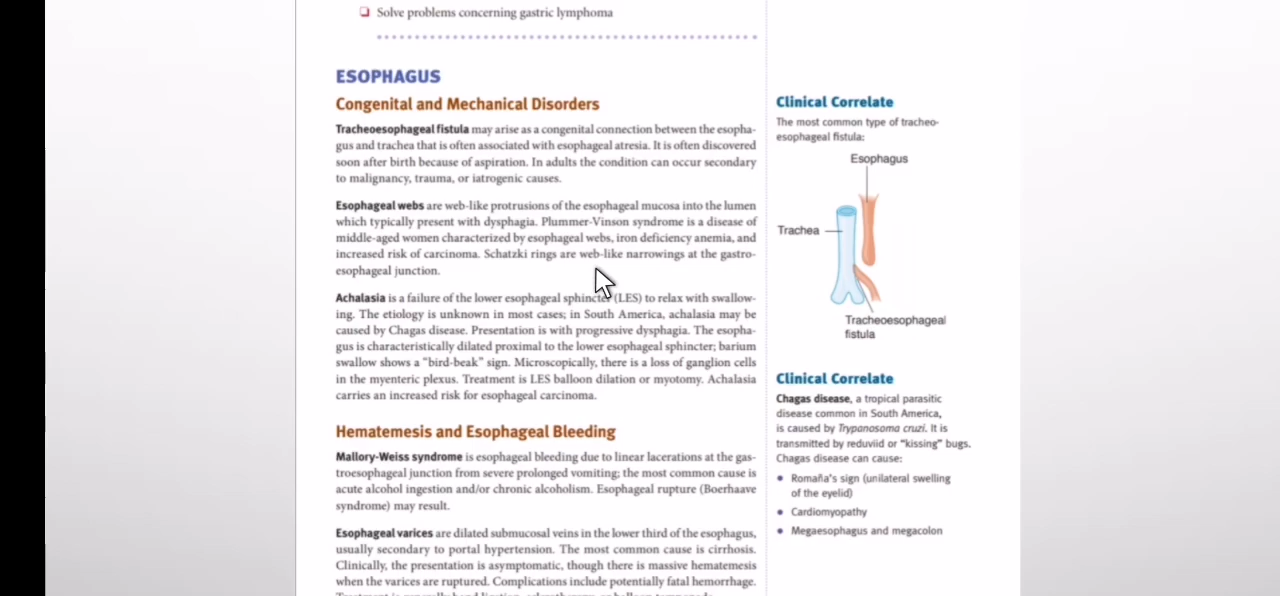 Solve problems concerning gastric lymphoma
ESOPHAGUS
Congenital and Mechanical Disorders
Tracheoesophageal fistula may arise as a congenital connection between the esopha-
gus and trachea that is often associated with esophageal atresia. It is often discovered
soon after birth because of aspiration. In adults the condition can occur secondary
to malignancy, trauma, or iatrogenic causes.
Esophageal webs are web-like protrusions of the esophageal mucosa into the lumen
which typically present with dysphagia. Plummer-Vinson syndrome is a disease of
middle-aged women characterized by esophageal webs, iron deficiency anemia, and
increased risk of carcinoma. Schatzki rings are web-like narrowings at the gastro-
esophageal junction.
Achalasia is a failure of the lower esophageal sphincter (LES) to relax with swallow-
ing. The etiology is unknown in most cases; in South America, achalasia may be
caused by Chagas disease. Presentation is with progressive dysphagia. The esopha-
gus is characteristically dilated proximal to the lower esophageal sphincter; barium
swallow shows a “bird-beak” sign. Microscopically, there is a loss of ganglion cells
in the myenteric plexus. Treatment is LES balloon dilation or myotomy. Achalasia
carries an increased risk for esophageal carcinoma.
Hematemesis and Esophageal Bleeding
Mallory-Weiss syndrome is esophageal bleeding due to linear lacerations at the gas-
troesophageal junction from severe prolonged vomiting; the most common cause is
acute alcohol ingestion and/or chronic alcoholism. Esophageal rupture (Boerhaave
syndrome) may result.
Esophageal varices are dilated submucosal veins in the lower third of the esophagus,
usually secondary to portal hypertension. The most common cause is cirrhosis.
Clinically, the presentation is asymptomatic, though there is massive hematemesis
when the varices are ruptured. Complications include potentially fatal hemorrhage.
Clinical Correlate
The most common type of tracheo-
esophageal fistula:
Esophagus
Trachea
Tracheoesophageal
fistula
Clinical Correlate
Chagas disease, a tropical parasitic
disease common in South America,
is caused by Trypanosoma cruzi. It is
transmitted by reduviid or “kissing” bugs.
Chagas disease can cause:
Romaña’s sign (unilateral swelling
of the eyelid)
Cardiomyopathy
Megaesophagus and megacolon